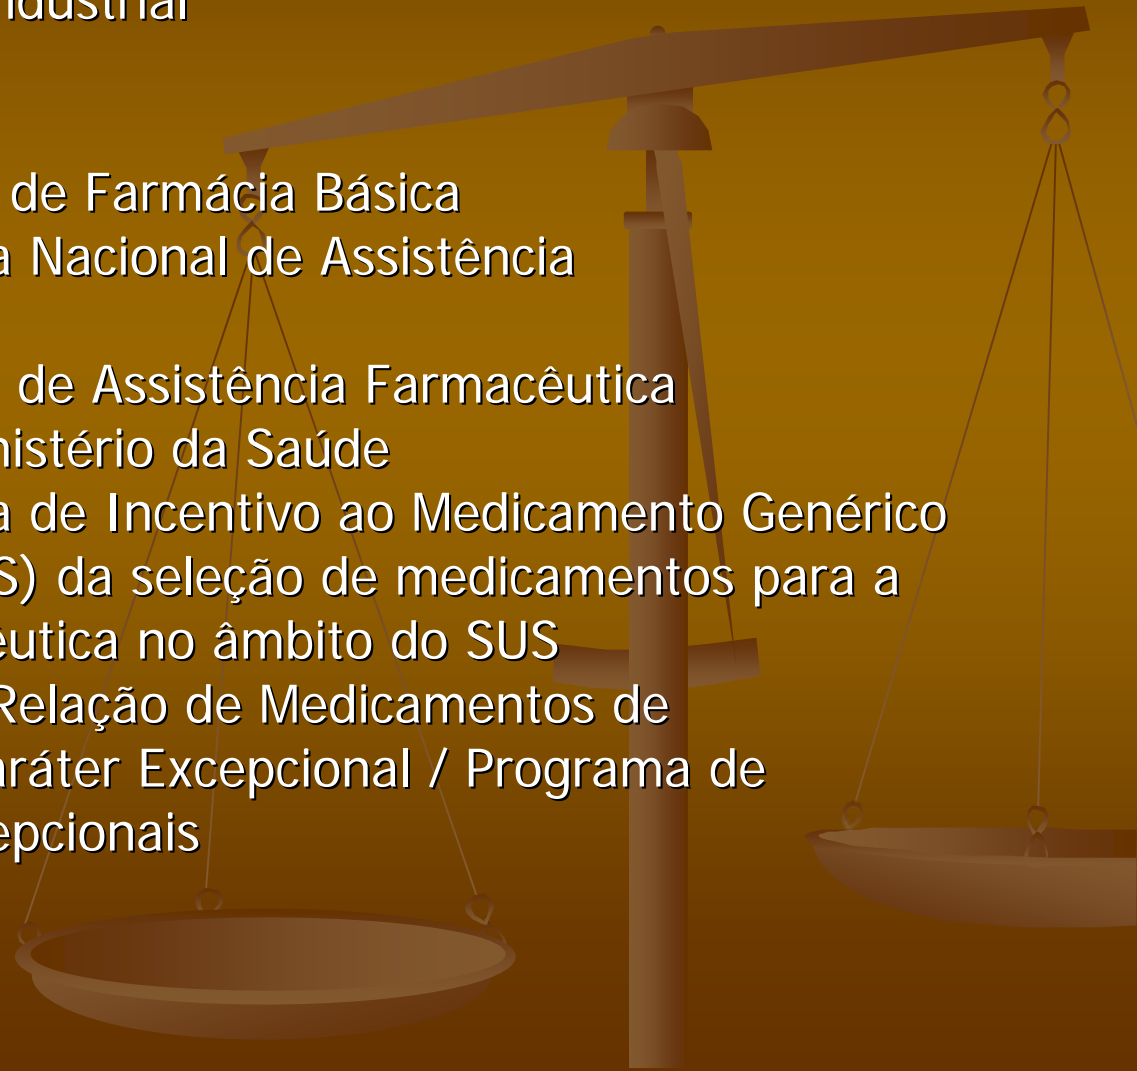 ndustrial
de Farmácia Básica
a Nacional de Assistência
de Assistência Farmacêutica
nistério da Saúde
a de Incentivo ao Medicamento Genérico
S) da seleção de medicamentos para a
êutica no âmbito do SUS
Relação de Medicamentos de
aráter Excepcional / Programa de
epcionais